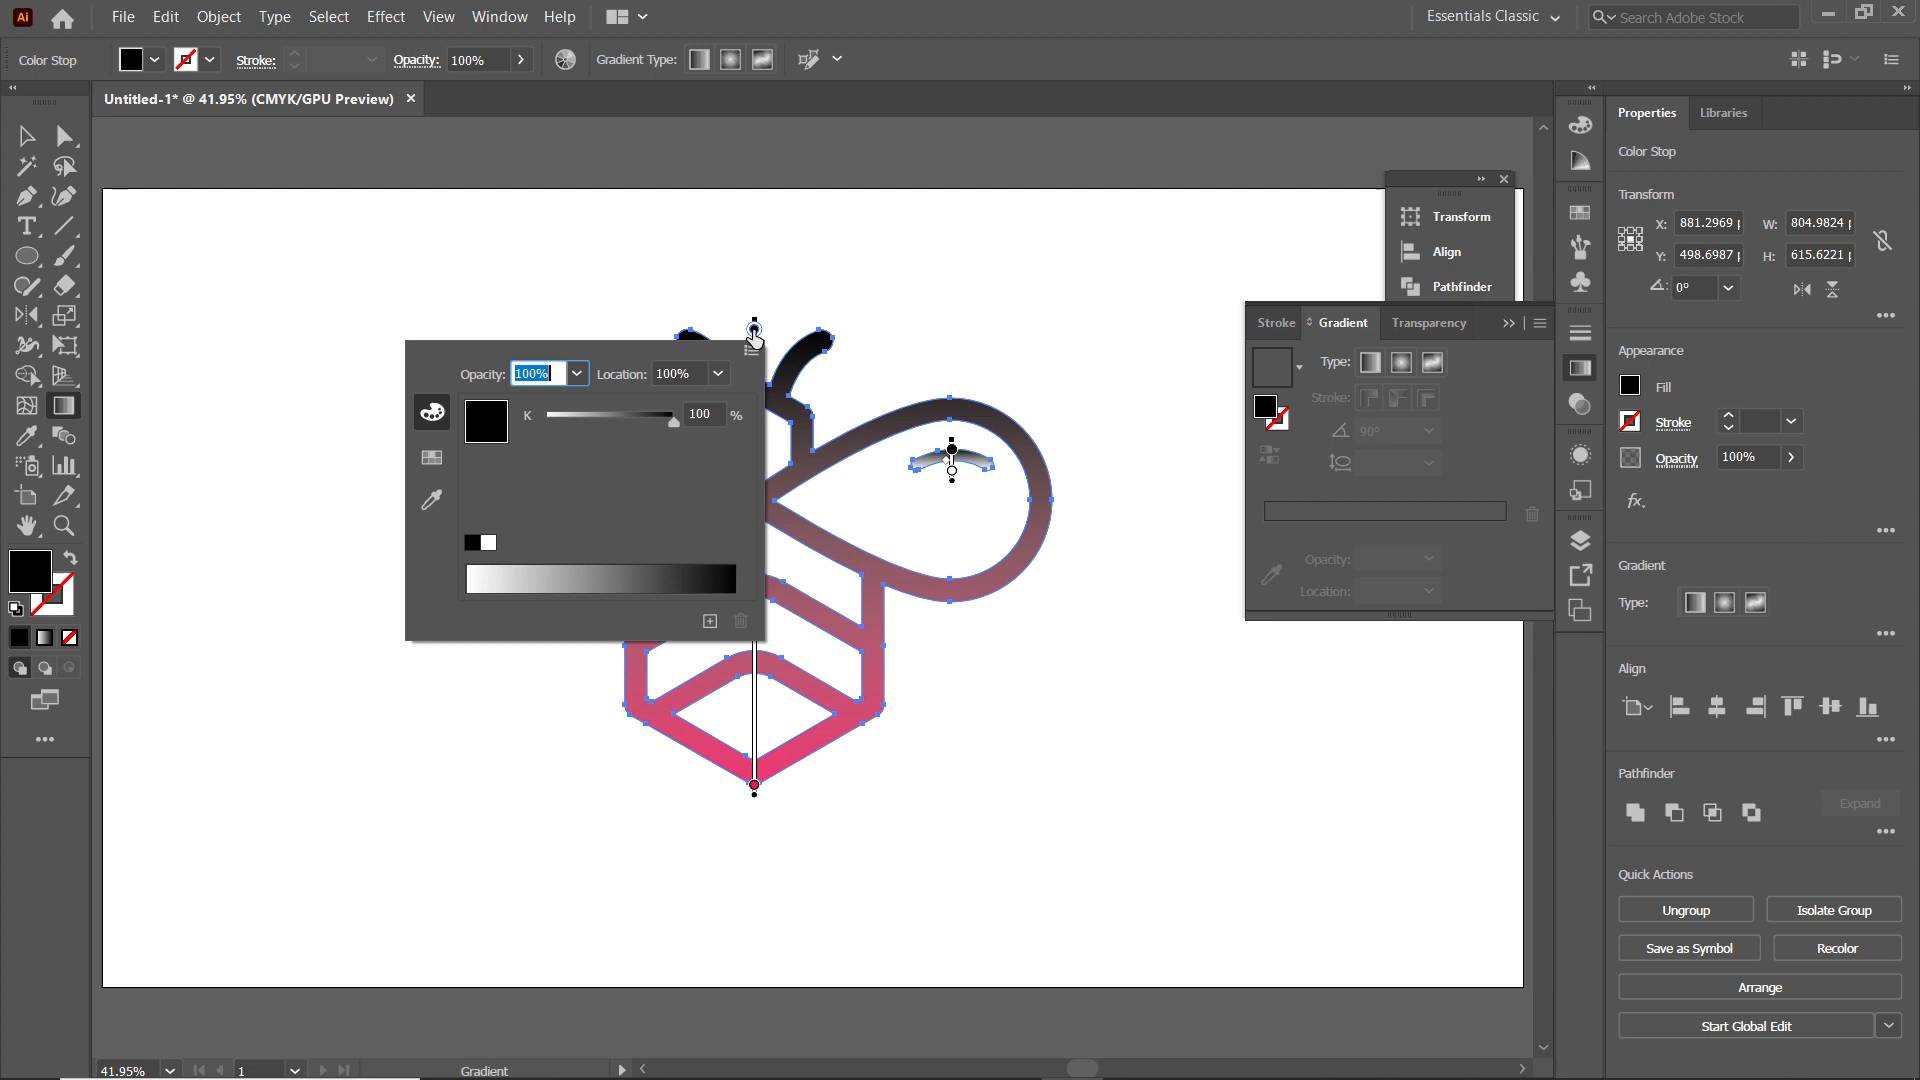 Ai File Edit Object Type Select Effect View Window Help Essentials Classic Search Adobe Stock
Color Stop Stroke: Opacity: 100% Gradient Type:
Untitled-1* @ 41.95% (CMYK/GPU Preview)
Properties Libraries
Color Stop
Transform
X: 881.2969 W: 804.9824
Y: 498.6987 H: 615.6221
0°
Transform
Align
Pathfinder
Stroke Gradient Transparency
Type:
Stroke:
90°
Opacity:
Location:
Opacity: 100% Location: 100%
K 100 %
Appearance
Fill
Stroke
Opacity 100%
fx.
Gradient
Type:
Align
Pathfinder
Expand
Quick Actions
Ungroup Isolate Group
Save as Symbol Recolor
Arrange
Start Global Edit
41.95% 1 Gradient